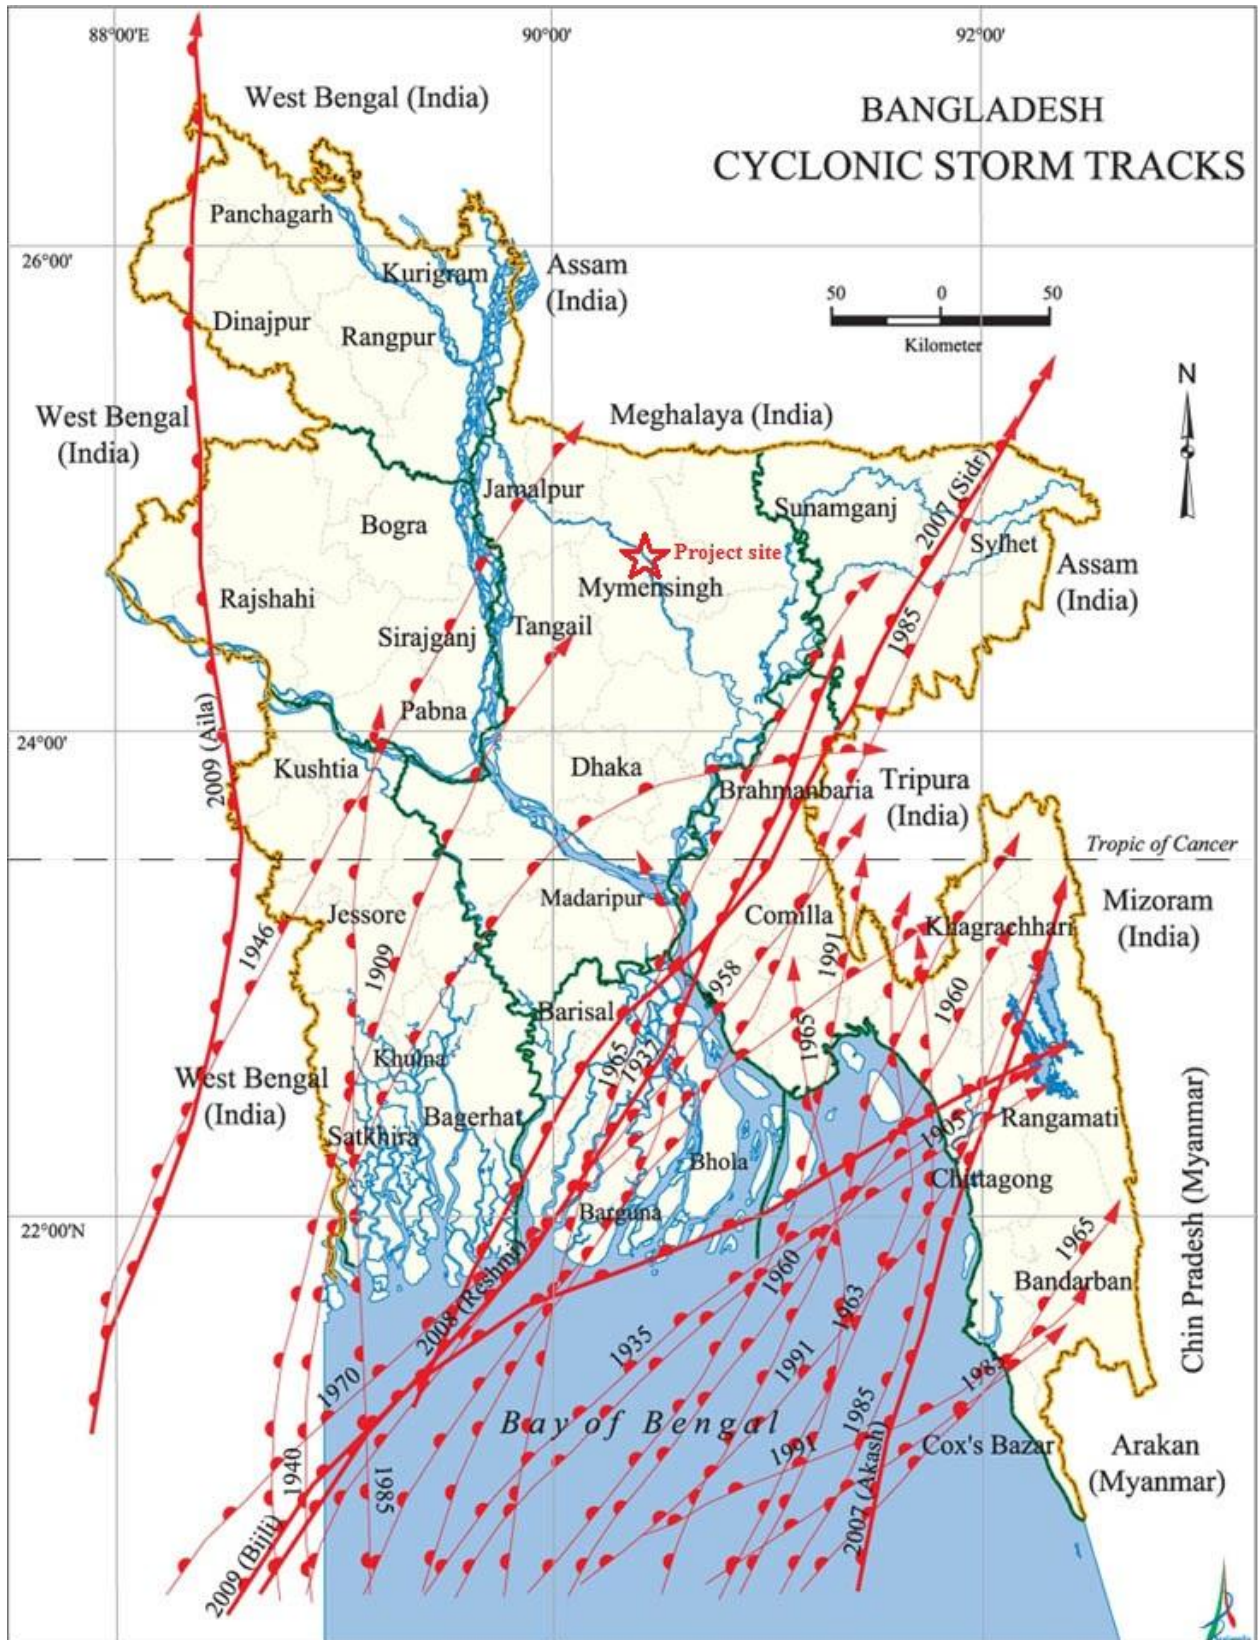 88°00'E
90°00'
92°00'
West Bengal (India)
BANGLADESH
CYCLONIC STORM TRACKS
Panchagarh
26°00'
Kurigram
Assam
(India)
50
0
50
Kilometer
Dinajpur
Rangpur
N
West Bengal
(India)
Meghalaya (India)
Jamalpur
Bogra
Sunamganj
2007 (Sidr)
Sylhet
Project site
Assam
(India)
Mymensingh
Rajshahi
Sirajganj
Tangail
1985
Pabna
2009 (Aila)
24°00'
Kushtia
Dhaka
Brahmanbaria
Tripura
(India)
Tropic of Cancer
Jessore
Madaripur
Comilla
Khagrachhari
Mizoram
(India)
1946
1909
1991
1958
1960
Barisal
1965
1965
1937
Khulna
West Bengal
(India)
Bagerhat
Satkhira
1905
Rangamati
Bhola
Chittagong
Chin Pradesh (Myanmar)
Barguna
22°00'N
1965
1960
Bandarban
2008 (Reshmi)
1963
1935
1991
1970
1985
Bay of Bengal
1991
Cox's Bazar
Arakan
(Myanmar)
1940
1985
2007 (Akash)
2009 (Bijli)